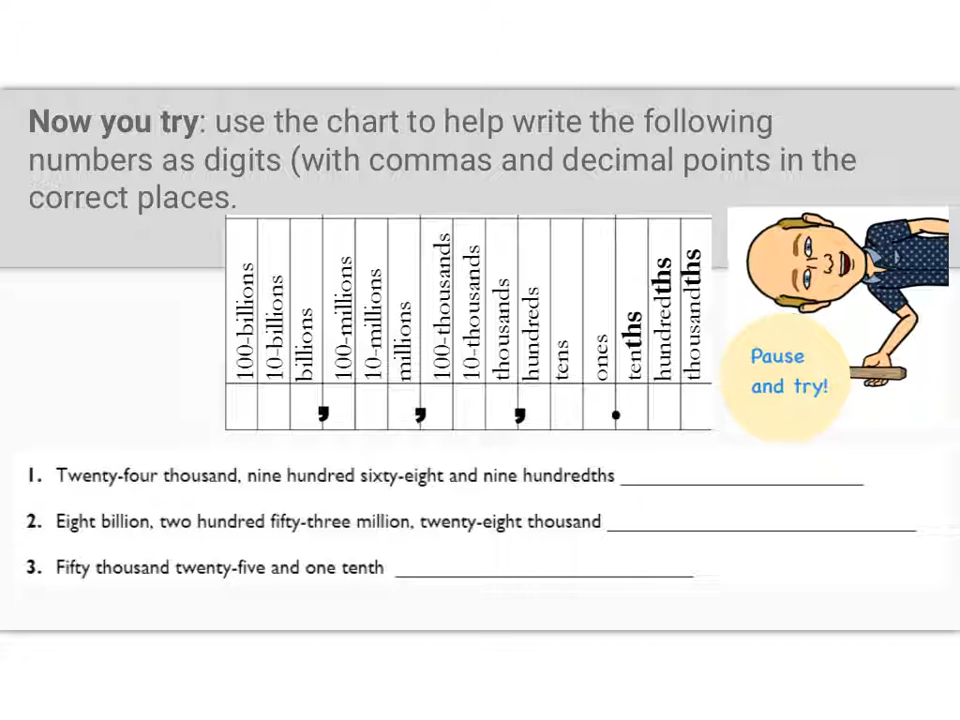 Now you try: use the chart to help write the following
numbers as digits (with commas and decimal points in the
correct places.
100-billions
10-billions
billions
100-millions
10-millions
millions
100-thousands
10-thousands
thousands
hundreds
tens
ones
tenths
hundredths
thousandths
, , , .
Pause
and try!
1. Twenty-four thousand, nine hundred sixty-eight and nine hundredths ____________________
2. Eight billion, two hundred fifty-three million, twenty-eight thousand ____________________
3. Fifty thousand twenty-five and one tenth ____________________